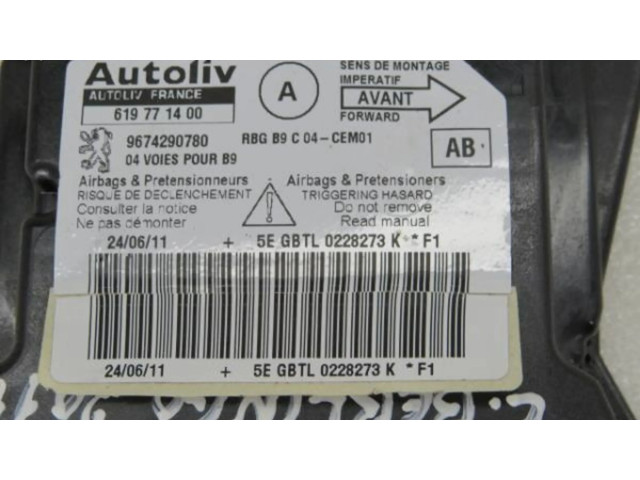 Autoliv
AUTOLIV FRANCE
619 77 14 00
A
SENS DE MONTAGE
IMPERATIF
AVANT
FORWARD
9674290780
04 VOIES POUR B9
RBG B9 C 04-CEM01
AB
Airbags & Pretensionneurs
RISQUE DE DECLENCHEMENT
Consulter la notice
Ne pas démonter
Airbags & Pretensioners
TRIGGERING HASARD
Do not remove
Read manual
24/06/11 + 5E GBTL 0228273 K * F1
24/06/11 + 5E GBTL 0228273 K * F1
C. BERLINGO